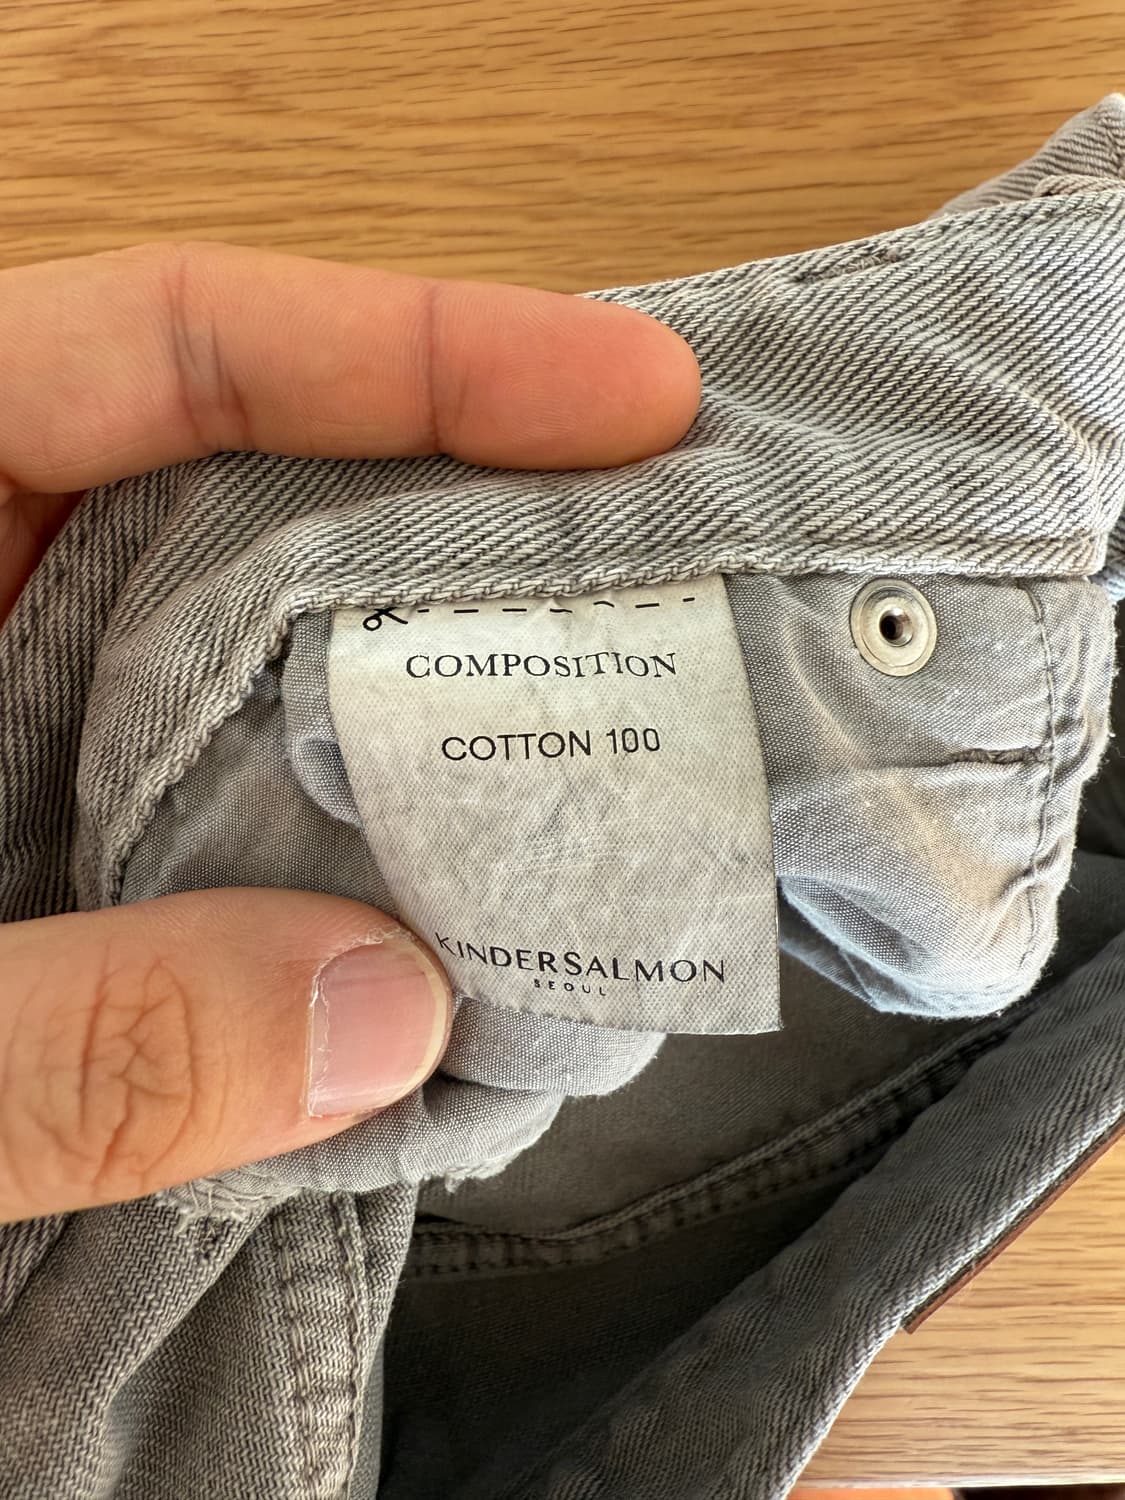 COMPOSITION
COTTON 100
KINDERSALMON
SEOUL